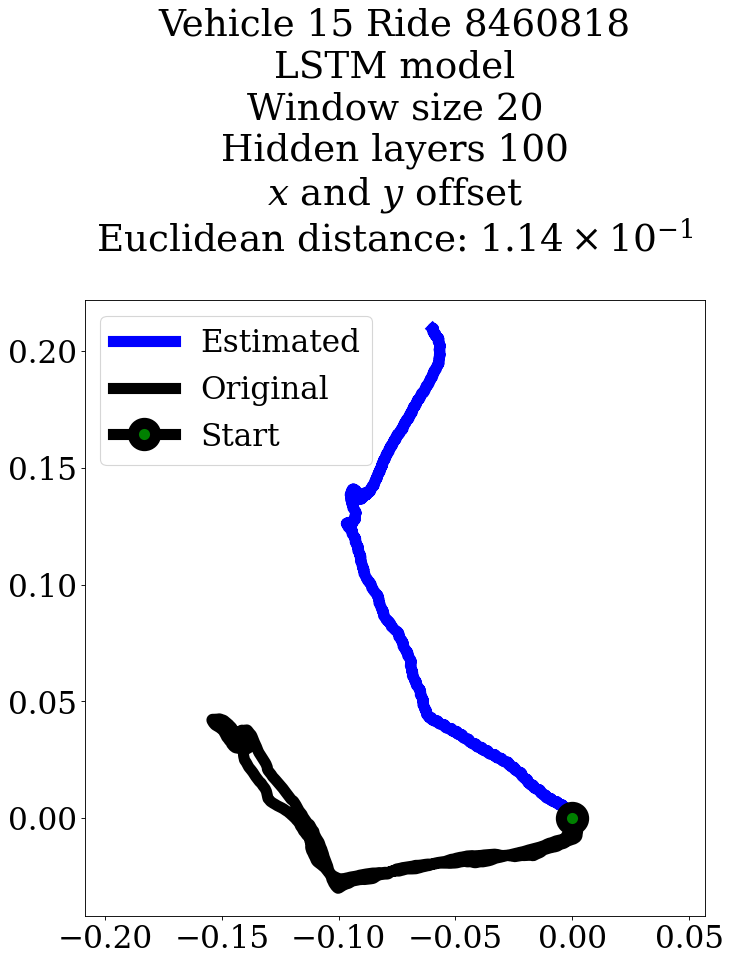 Vehicle 15 Ride 8460818
LSTM model
Window size 20
Hidden layers 100
x and y offset
Euclidean distance: 1.14 × 10⁻¹
Estimated
Original
Start
0.20
0.15
0.10
0.05
0.00
−0.20 −0.15 −0.10 −0.05 0.00 0.05